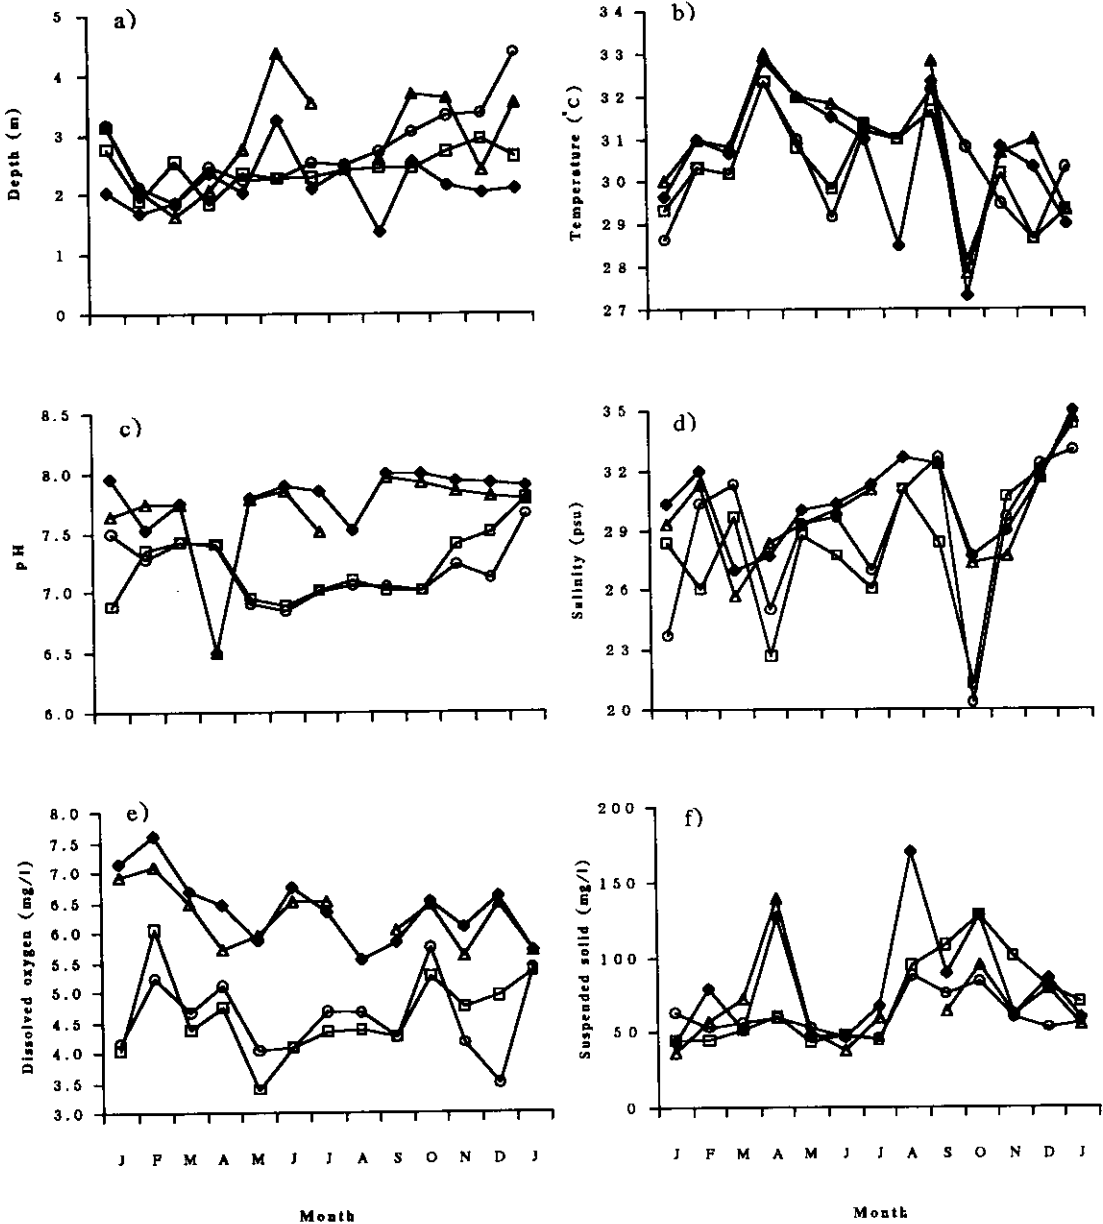 a)
Depth (m)
5
4
3
2
1
0
b)
Temperature (°C)
34
33
32
31
30
29
28
27
c)
pH
8.5
8.0
7.5
7.0
6.5
6.0
d)
Salinity (psu)
35
32
29
26
23
20
e)
Dissolved oxygen (mg/l)
8.0
7.0
6.5
6.0
5.5
5.0
4.5
4.0
3.5
3.0
J F M A M J J A S O N D J
Month
f)
Suspended solid (mg/l)
200
150
100
50
0
J F M A M J J A S O N D J
Month